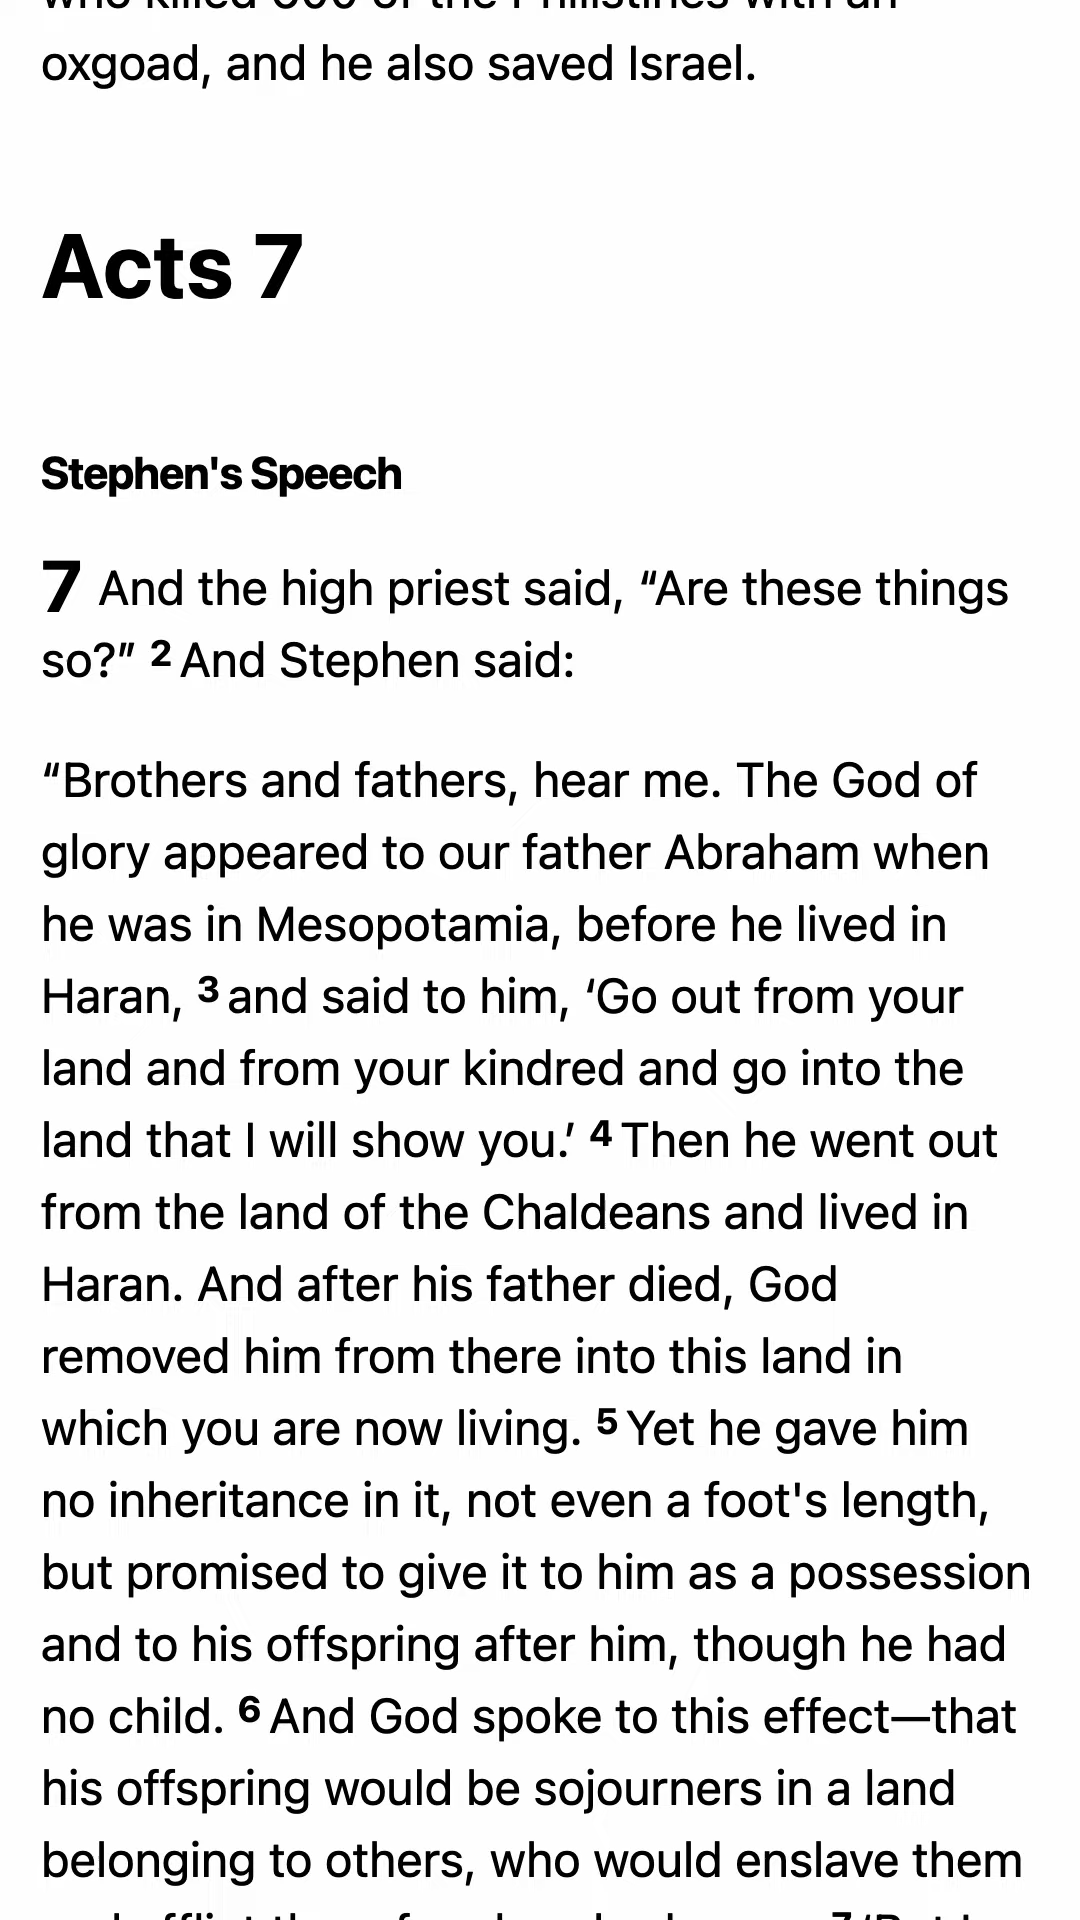 who killed 600 of the Philistines with an
oxgoad, and he also saved Israel.
Acts 7
Stephen's Speech
7 And the high priest said, “Are these things
so?” 2 And Stephen said:
“Brothers and fathers, hear me. The God of
glory appeared to our father Abraham when
he was in Mesopotamia, before he lived in
Haran, 3 and said to him, ‘Go out from your
land and from your kindred and go into the
land that I will show you.’ 4 Then he went out
from the land of the Chaldeans and lived in
Haran. And after his father died, God
removed him from there into this land in
which you are now living. 5 Yet he gave him
no inheritance in it, not even a foot's length,
but promised to give it to him as a possession
and to his offspring after him, though he had
no child. 6 And God spoke to this effect—that
his offspring would be sojourners in a land
belonging to others, who would enslave them